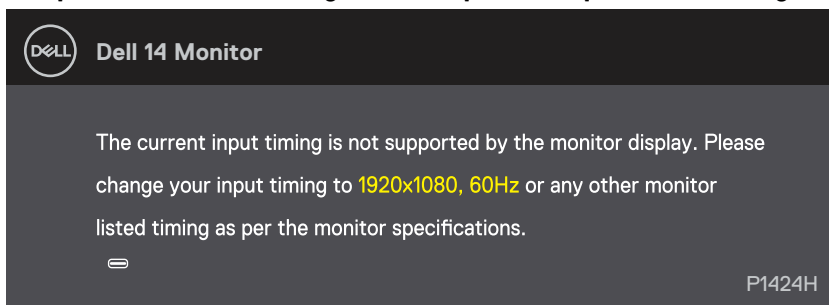 DELL Dell 14 Monitor
The current input timing is not supported by the monitor display. Please
change your input timing to 1920x1080, 60Hz or any other monitor
listed timing as per the monitor specifications.
P1424H